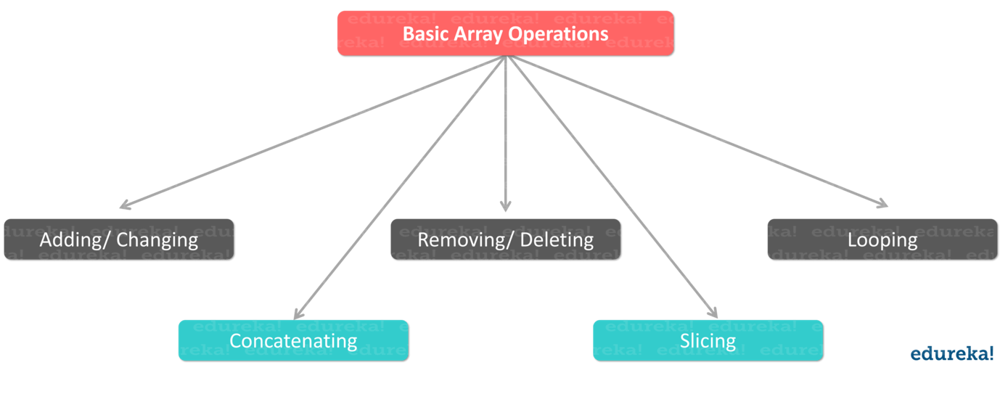 Basic Array Operations
Adding/ Changing
Removing/ Deleting
Looping
Concatenating
Slicing
edureka!